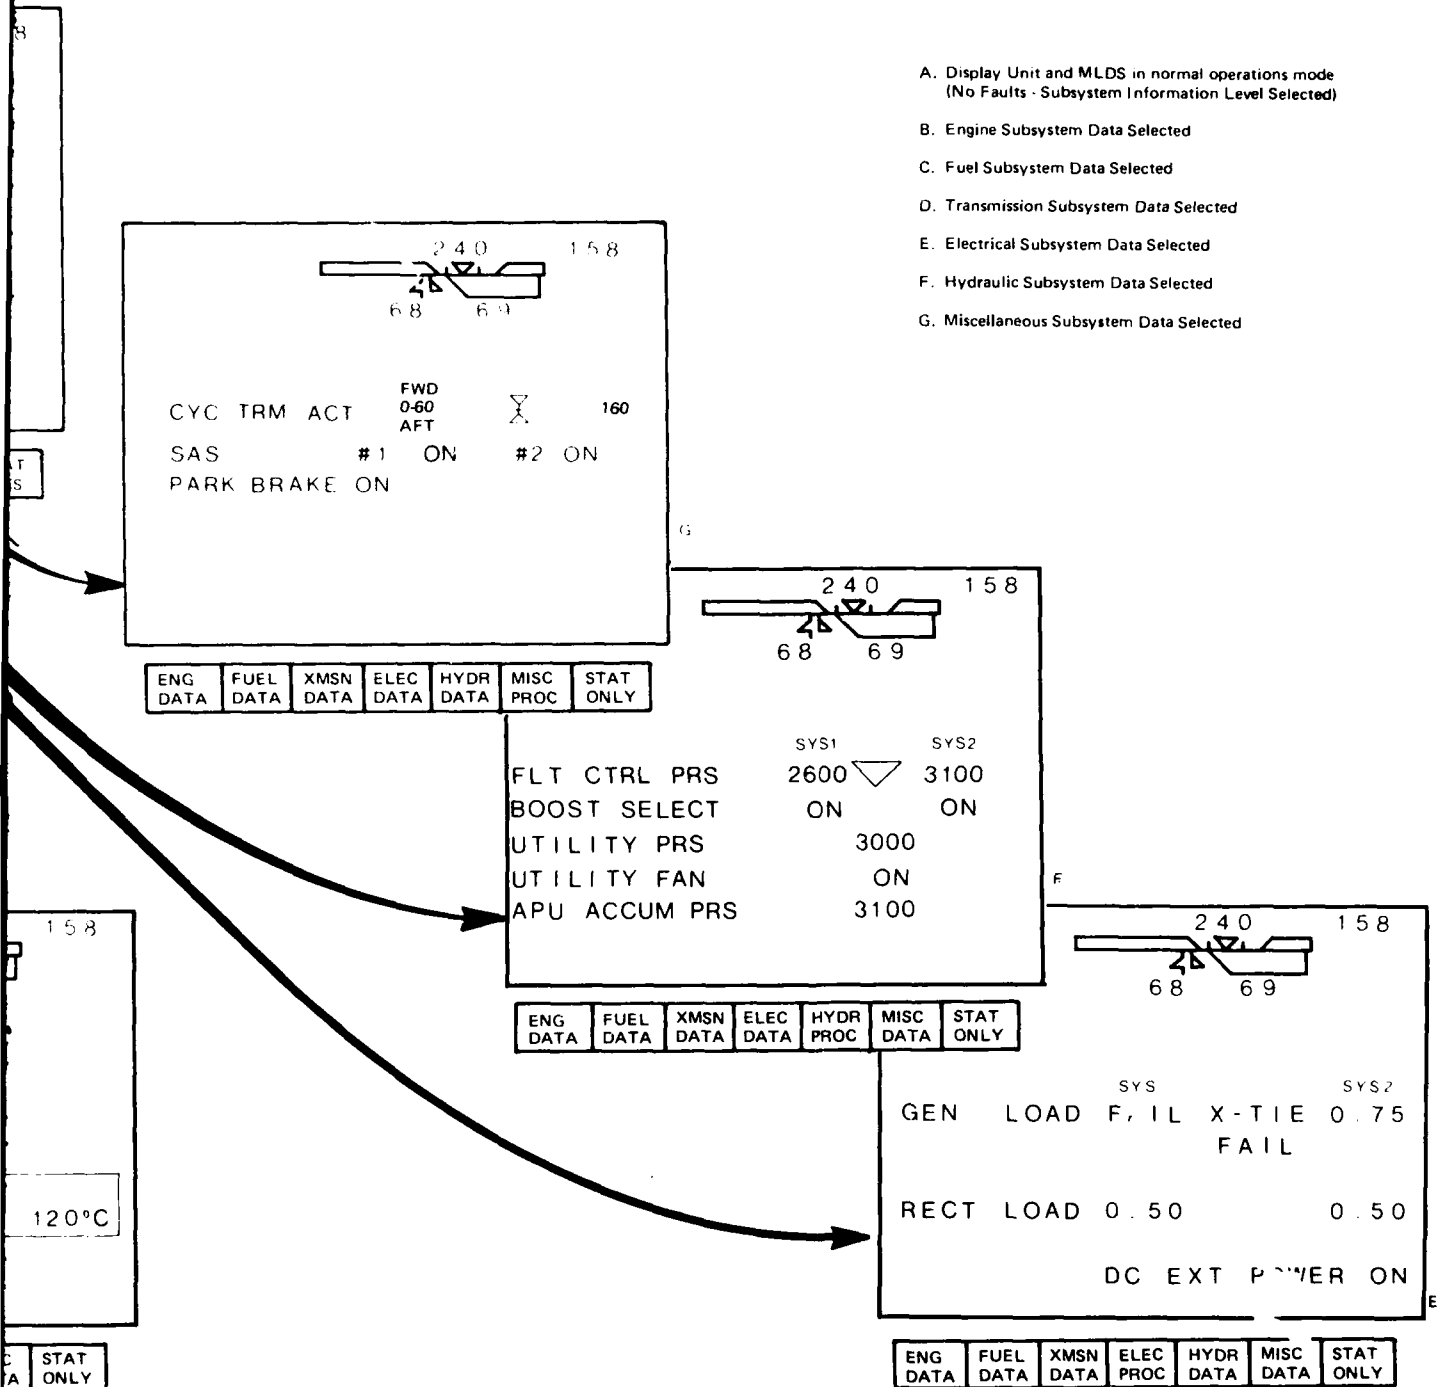 A. Display Unit and MLDS in normal operations mode
(No Faults - Subsystem Information Level Selected)
B. Engine Subsystem Data Selected
C. Fuel Subsystem Data Selected
D. Transmission Subsystem Data Selected
E. Electrical Subsystem Data Selected
F. Hydraulic Subsystem Data Selected
G. Miscellaneous Subsystem Data Selected
8
240 158
68 69
FWD
CYC TRM ACT 0-60 160
AFT
SAS #1 ON #2 ON
PARK BRAKE ON
G
ENG DATA FUEL DATA XMSN DATA ELEC DATA HYDR DATA MISC PROC STAT ONLY
240 158
68 69
SYS1 SYS2
FLT CTRL PRS 2600 3100
BOOST SELECT ON ON
UTILITY PRS 3000
UTILITY FAN ON
APU ACCUM PRS 3100
F
ENG DATA FUEL DATA XMSN DATA ELEC DATA HYDR PROC MISC DATA STAT ONLY
240 158
68 69
SYS SYS2
GEN LOAD X-TIE 0.75
FAIL
RECT LOAD 0.50 0.50
DC EXT ON
E
ENG DATA FUEL DATA XMSN DATA ELEC PROC HYDR DATA MISC DATA STAT ONLY
158
120°C
STAT ONLY